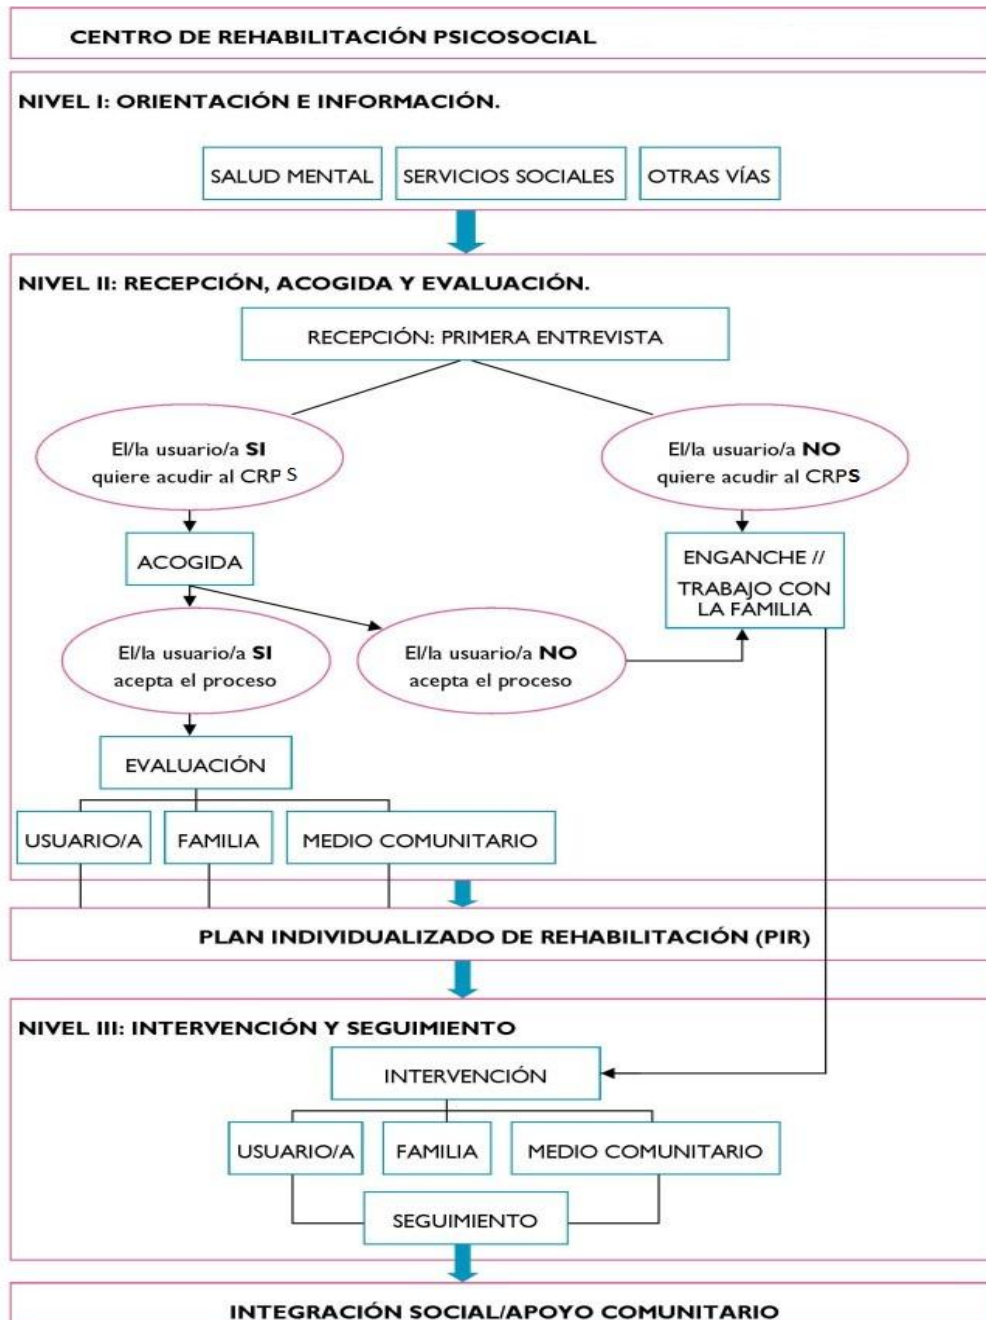 CENTRO DE REHABILITACIÓN PSICOSOCIAL
NIVEL I: ORIENTACIÓN E INFORMACIÓN.
SALUD MENTAL
SERVICIOS SOCIALES
OTRAS VÍAS
NIVEL II: RECEPCIÓN, ACOGIDA Y EVALUACIÓN.
RECEPCIÓN: PRIMERA ENTREVISTA
El/la usuario/a SI
quiere acudir al CRPS
El/la usuario/a NO
quiere acudir al CRPS
ACOGIDA
ENGANCHE //
TRABAJO CON
LA FAMILIA
El/la usuario/a SI
acepta el proceso
El/la usuario/a NO
acepta el proceso
EVALUACIÓN
USUARIO/A
FAMILIA
MEDIO COMUNITARIO
PLAN INDIVIDUALIZADO DE REHABILITACIÓN (PIR)
NIVEL III: INTERVENCIÓN Y SEGUIMIENTO
INTERVENCIÓN
USUARIO/A
FAMILIA
MEDIO COMUNITARIO
SEGUIMIENTO
INTEGRACIÓN SOCIAL/APOYO COMUNITARIO